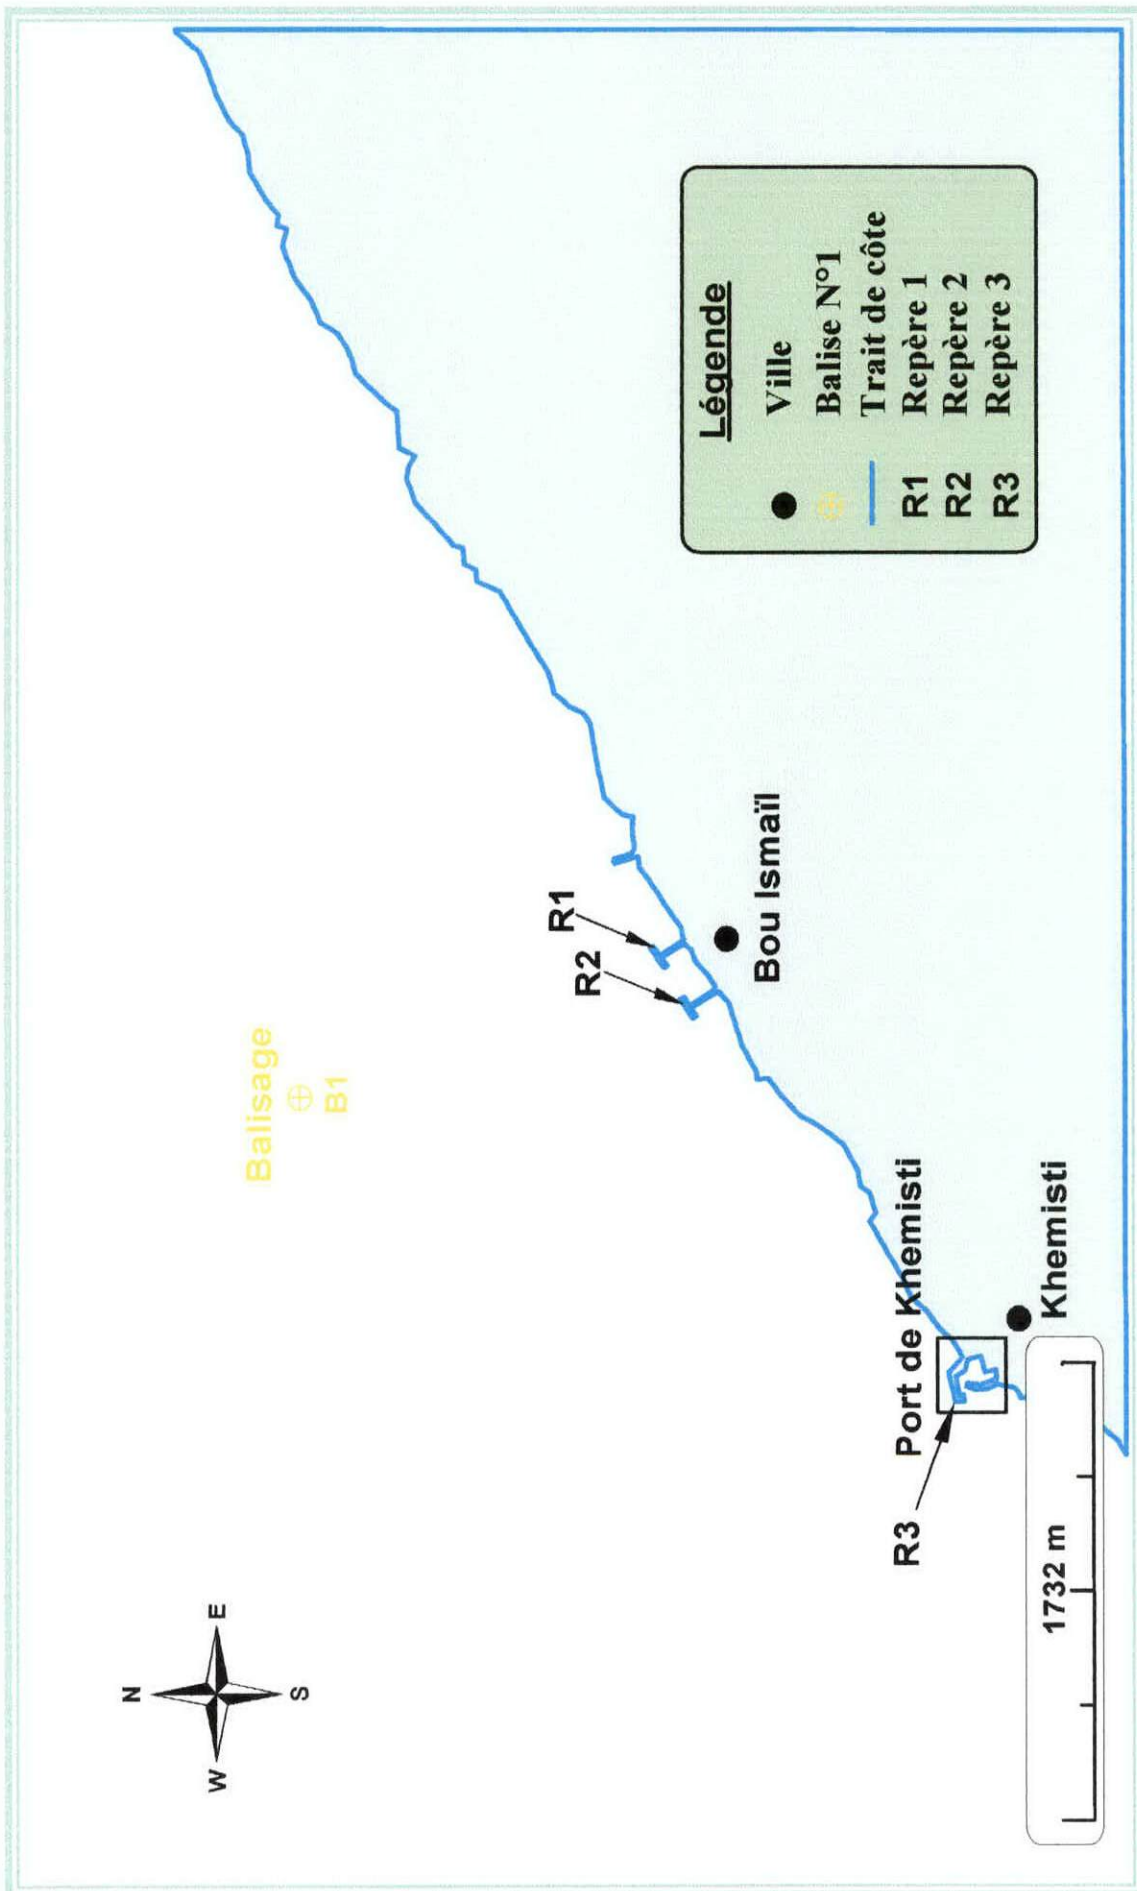 N
W
E
S
Balisage
B1
R1
R2
Bou Ismaïl
Port de Khemisti
R3
Khemisti
1732 m
Légende
Ville
Balise N°1
Trait de côte
R1 Repère 1
R2 Repère 2
R3 Repère 3